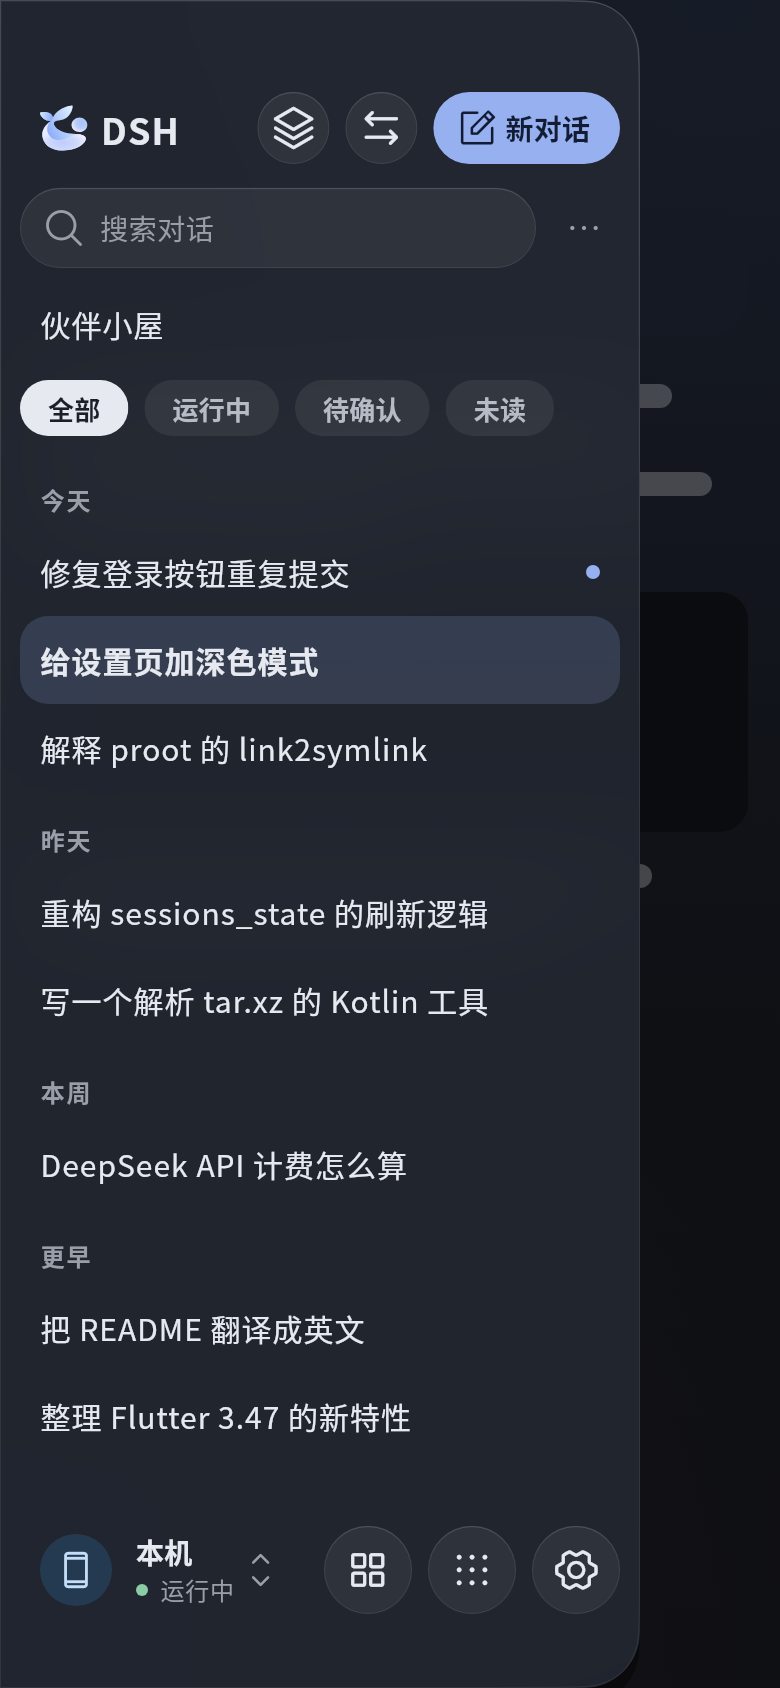 DSH
新对话
搜索对话
伙伴小屋
全部 运行中 待确认 未读
今天
修复登录按钮重复提交
给设置页加深色模式
解释 proot 的 link2symlink
昨天
重构 sessions_state 的刷新逻辑
写一个解析 tar.xz 的 Kotlin 工具
本周
DeepSeek API 计费怎么算
更早
把 README 翻译成英文
整理 Flutter 3.47 的新特性
本机
运行中